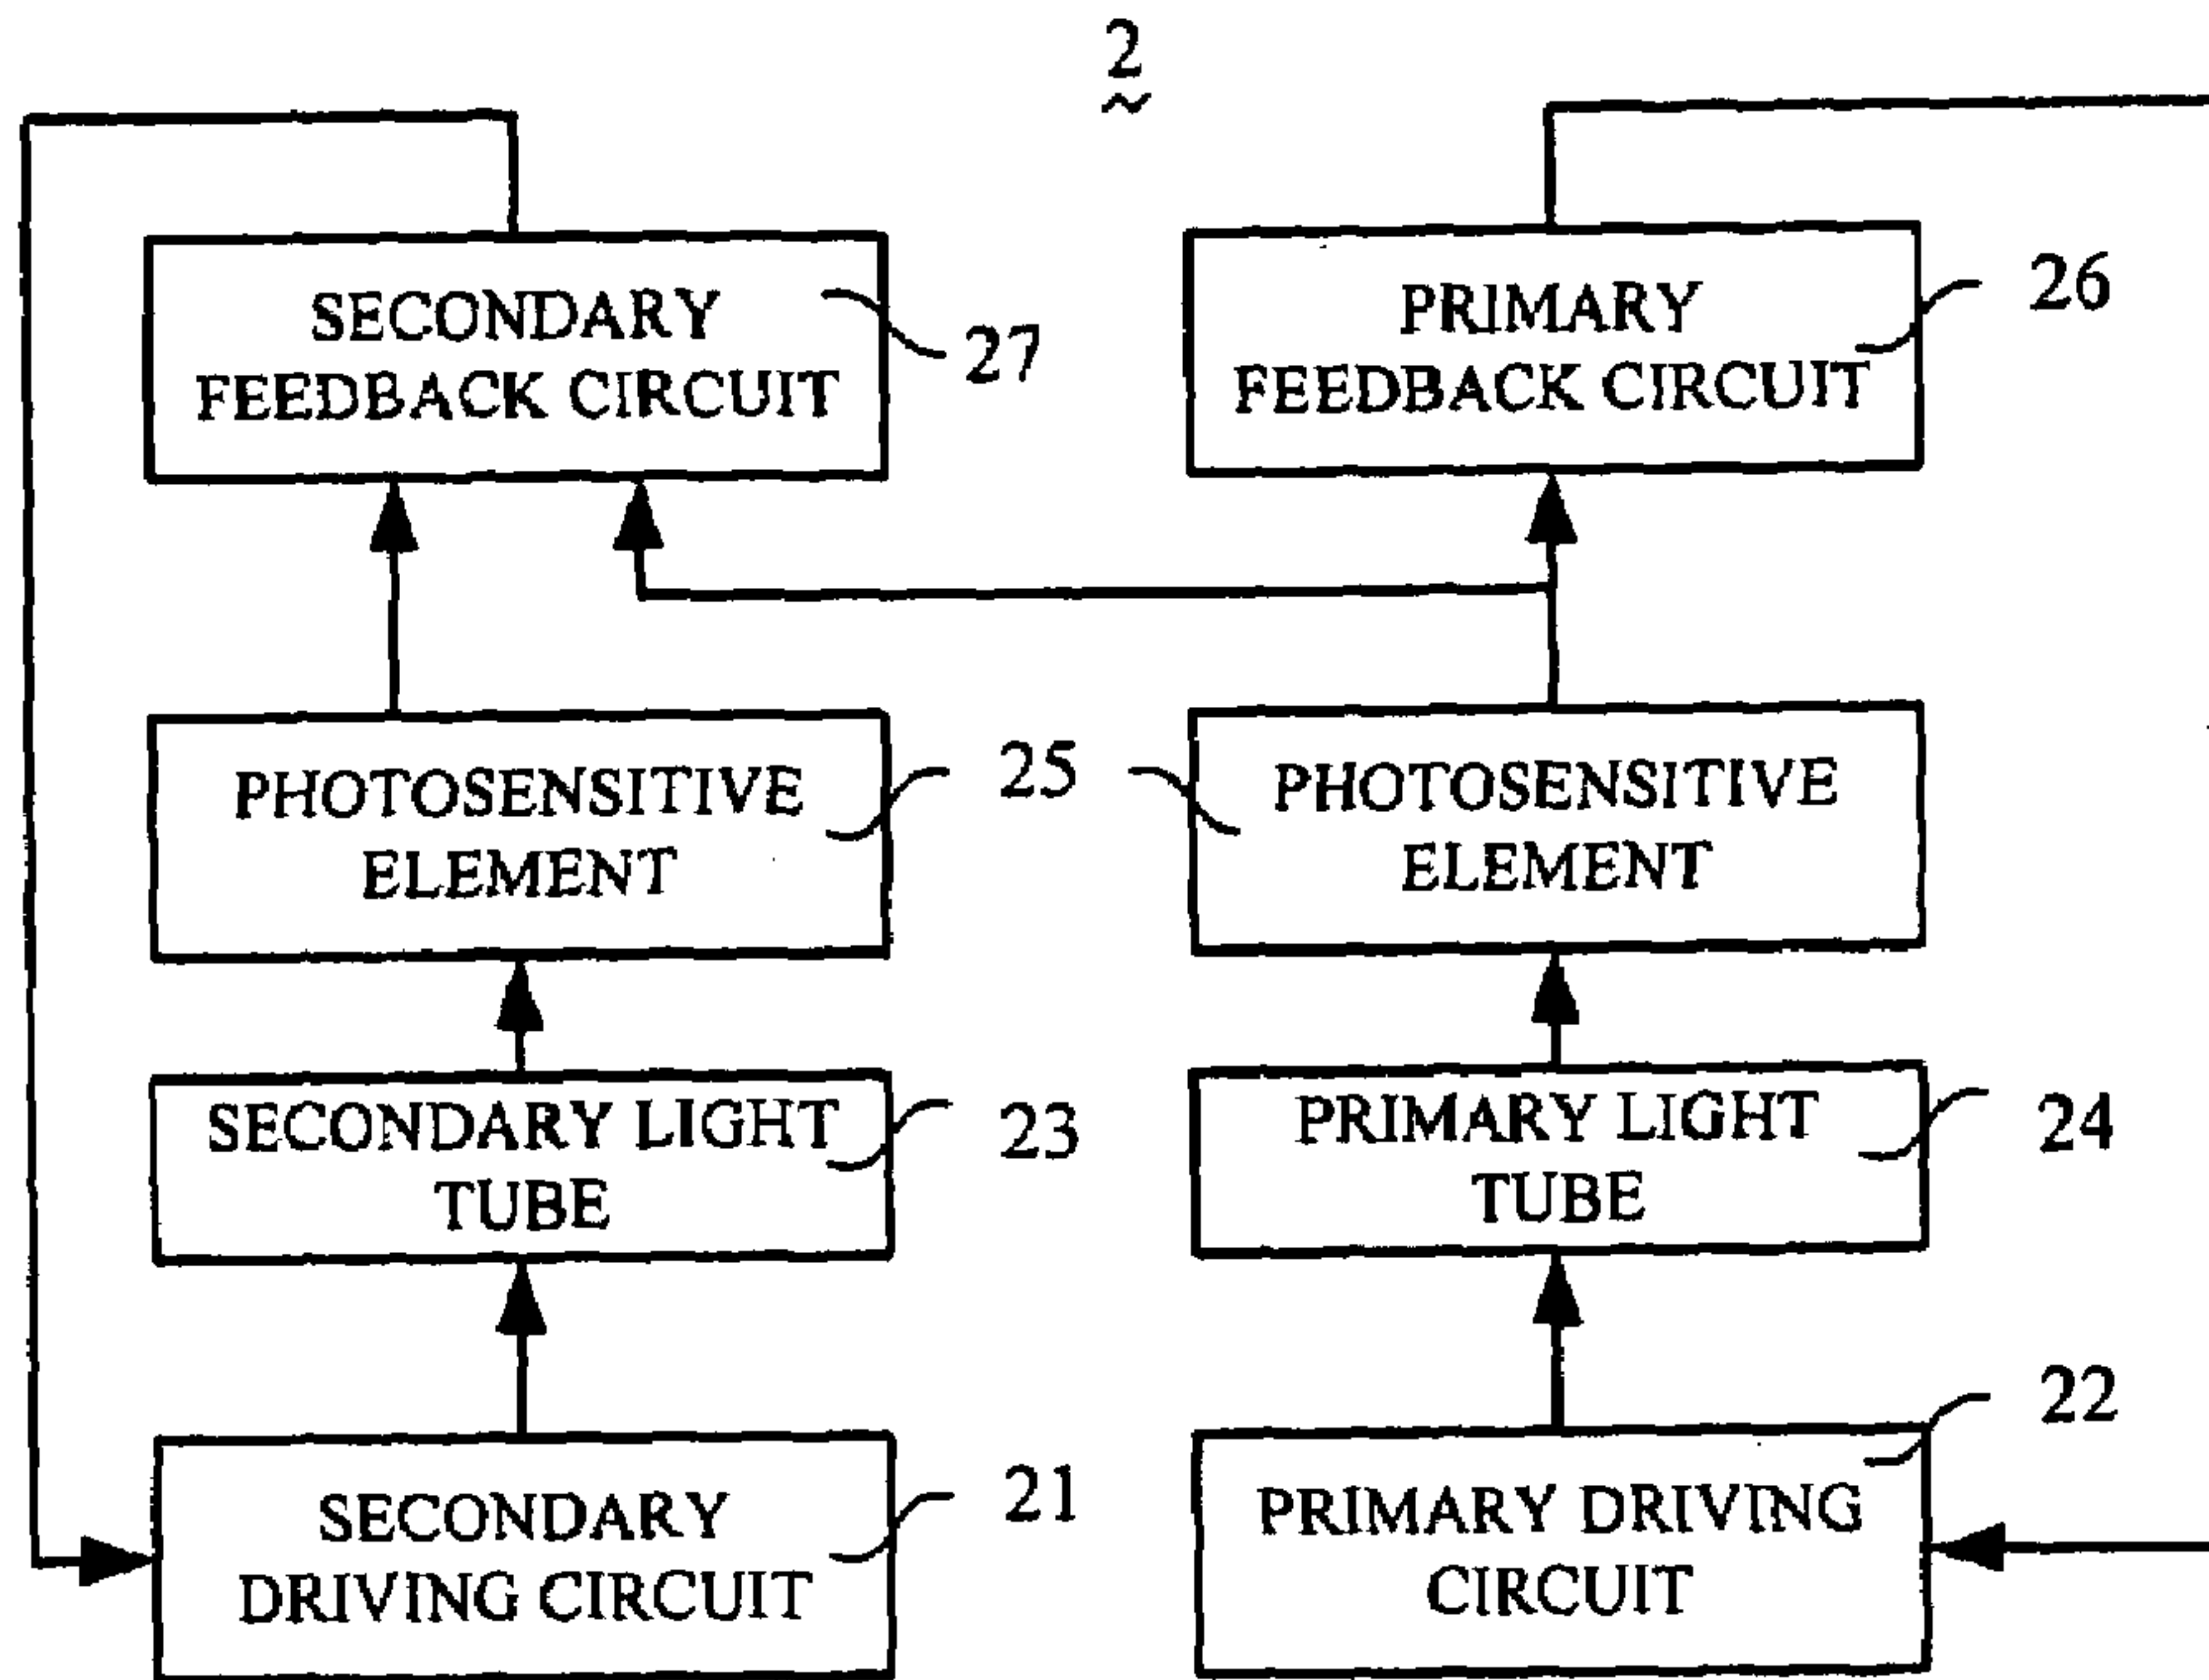 2
SECONDARY
FEEDBACK CIRCUIT
27
PRIMARY
FEEDBACK CIRCUIT
26
PHOTOSENSITIVE
ELEMENT
25
PHOTOSENSITIVE
ELEMENT
SECONDARY LIGHT
TUBE
23
PRIMARY LIGHT
TUBE
24
SECONDARY
DRIVING CIRCUIT
21
PRIMARY DRIVING
CIRCUIT
22